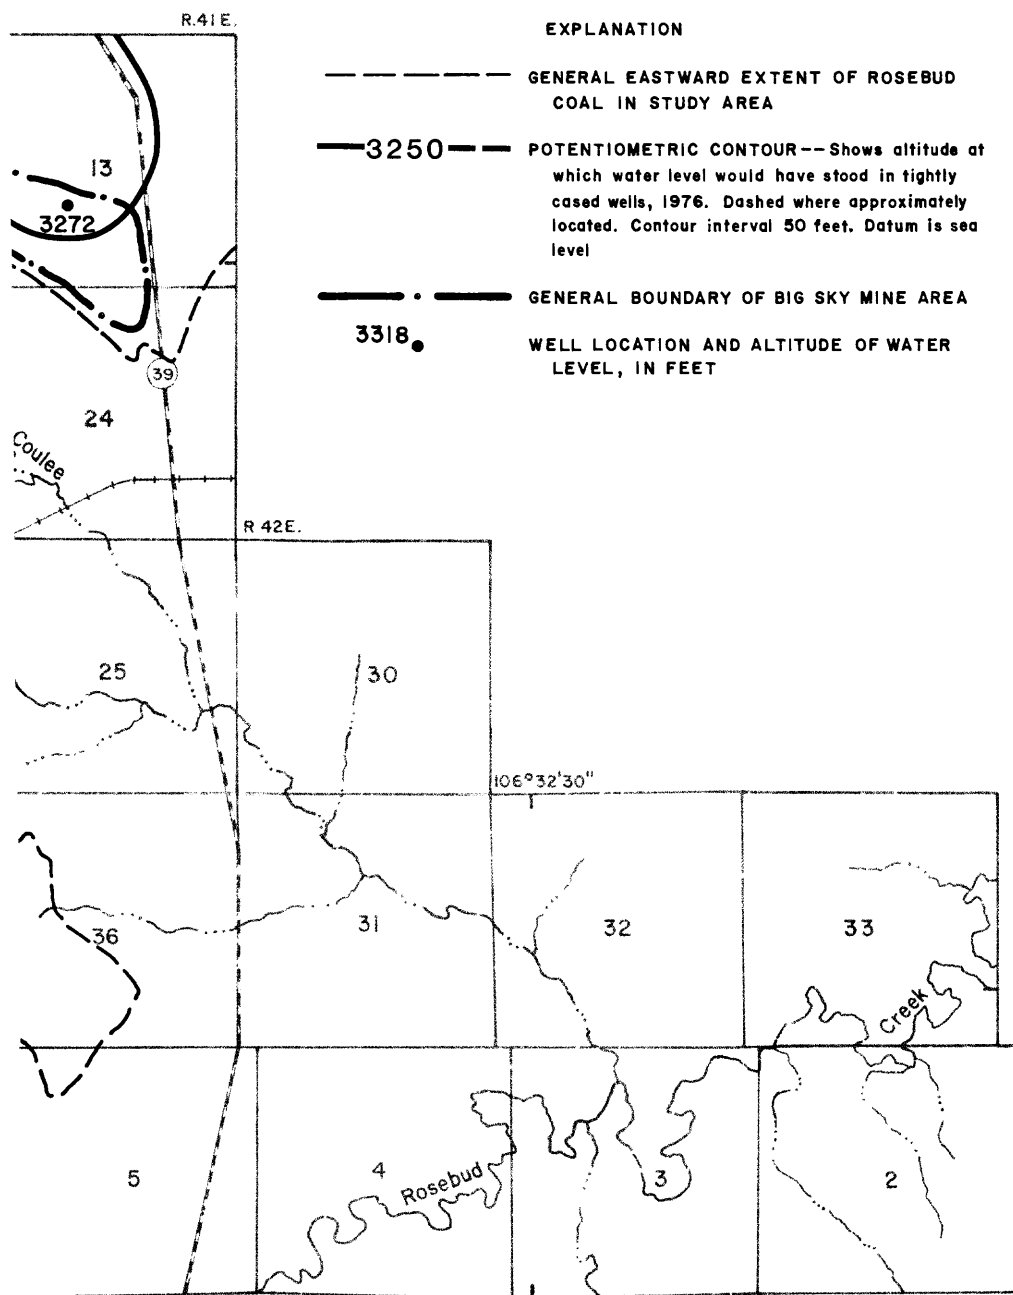 R.41E.
EXPLANATION
GENERAL EASTWARD EXTENT OF ROSEBUD
COAL IN STUDY AREA
3250
POTENTIOMETRIC CONTOUR--Shows altitude at
which water level would have stood in tightly
cased wells, 1976. Dashed where approximately
located. Contour interval 50 feet. Datum is sea
level
13
3272
GENERAL BOUNDARY OF BIG SKY MINE AREA
3318
WELL LOCATION AND ALTITUDE OF WATER
LEVEL, IN FEET
39
24
Coulee
R 42E.
25
30
106°32'30"
36
31
32
33
Creek
5
4
Rosebud
3
2